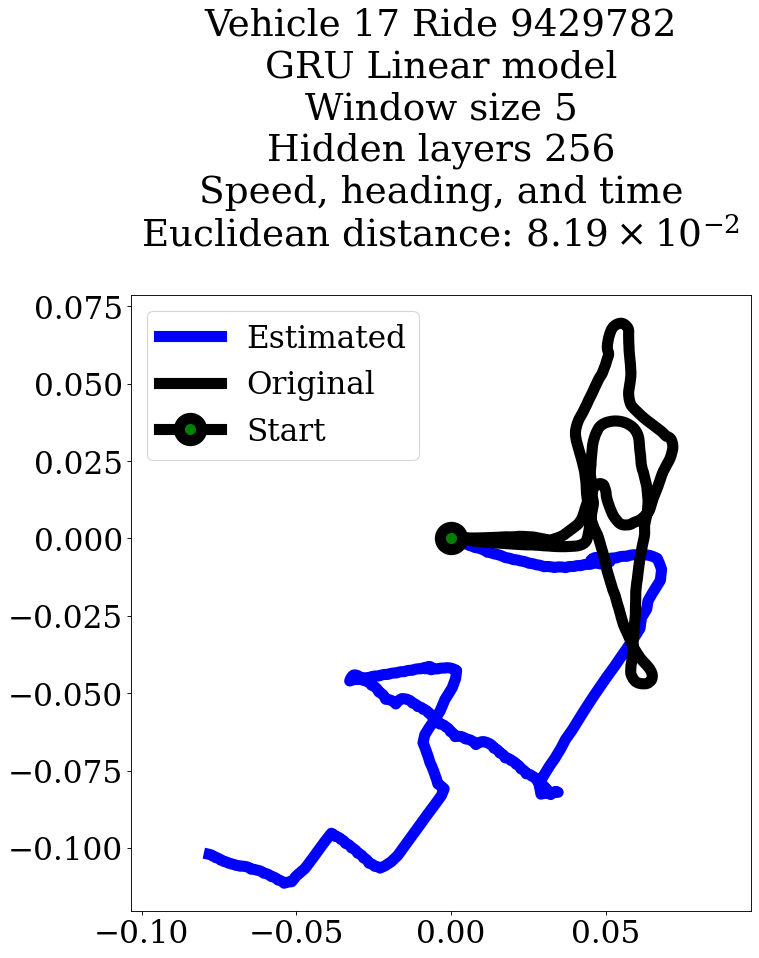 Vehicle 17 Ride 9429782
GRU Linear model
Window size 5
Hidden layers 256
Speed, heading, and time
Euclidean distance: 8.19 × 10⁻²
Estimated
Original
Start
0.075
0.050
0.025
0.000
−0.025
−0.050
−0.075
−0.100
−0.10 −0.05 0.00 0.05